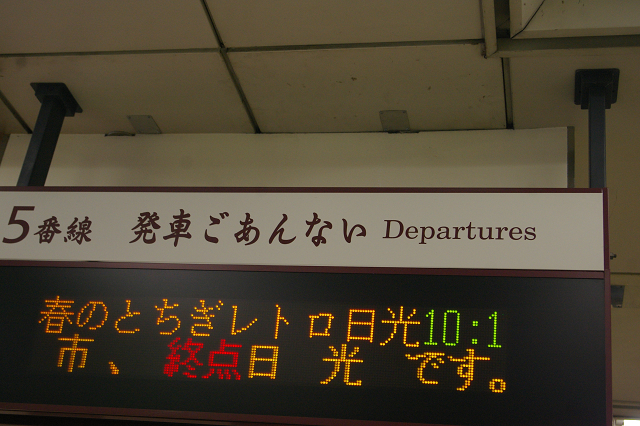 5番線 発車ごあんない Departures
春のとちぎレトロ日光10:1
市、終点日 光 です。